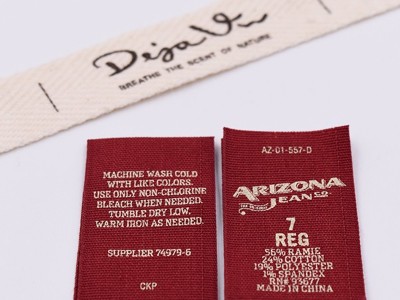 Deja Vu
BREATHE THE SCENT OF NATURE
MACHINE WASH COLD
WITH LIKE COLORS.
USE ONLY NON-CHLORINE
BLEACH WHEN NEEDED.
TUMBLE DRY LOW.
WARM IRON AS NEEDED.
SUPPLIER 74979-6
CKP
AZ-01-557-D
ARIZONA
JEAN CO
7
REG
56% RAMIE
24% COTTON
19% POLYESTER
1% SPANDEX
RN# 93677
MADE IN CHINA